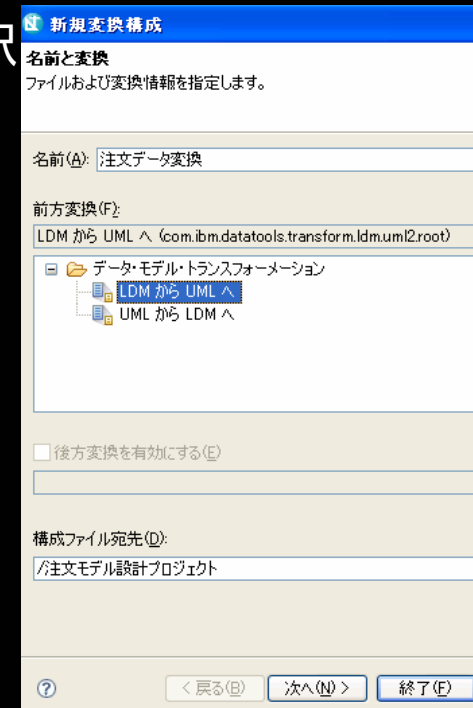 訳
新規変換構成
名前と変換
ファイルおよび変換情報を指定します。
名前(A): 注文データ変換
前方変換(F):
LDM から UML へ (com.ibm.datatools.transform.ldm.uml2.root)
データ・モデル・トランスフォーメーション
LDM から UML へ
UML から LDM へ
後方変換を有効にする(E)
構成ファイル宛先(D):
/注文モデル設計プロジェクト
< 戻る(B) 次へ(N) > 終了(F)